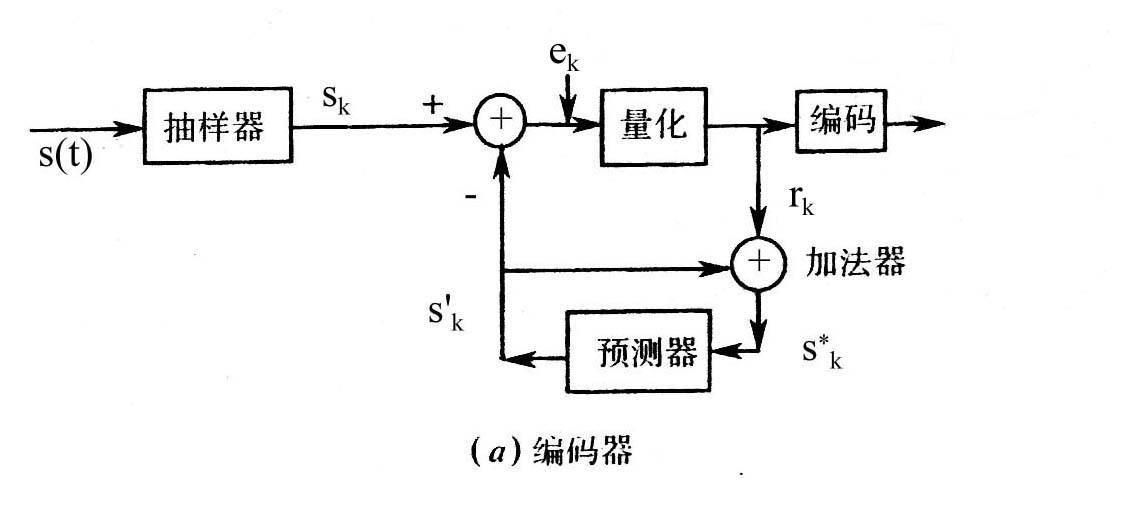 e_k
s_k
+
+
s(t)
抽样器
量化
编码
-
r_k
+
加法器
s'_k
预测器
s*_k
(a) 编码器